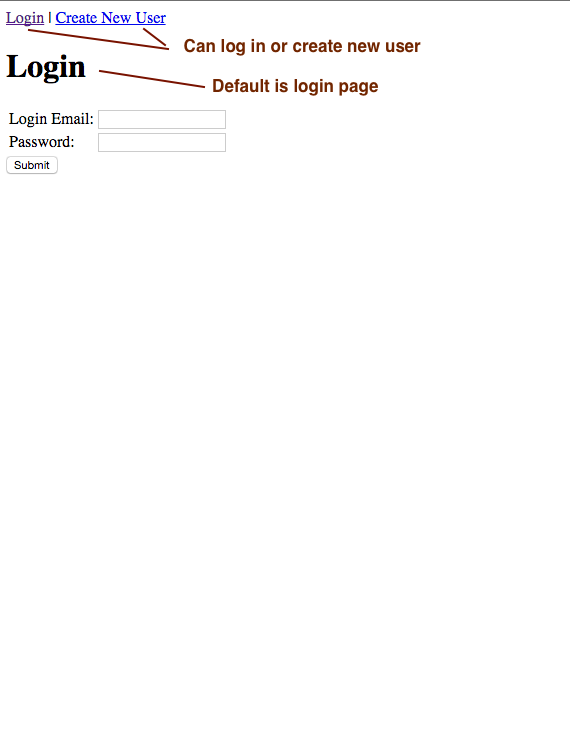 Login | Create New User
Can log in or create new user
Login
Default is login page
Login Email:
Password:
Submit